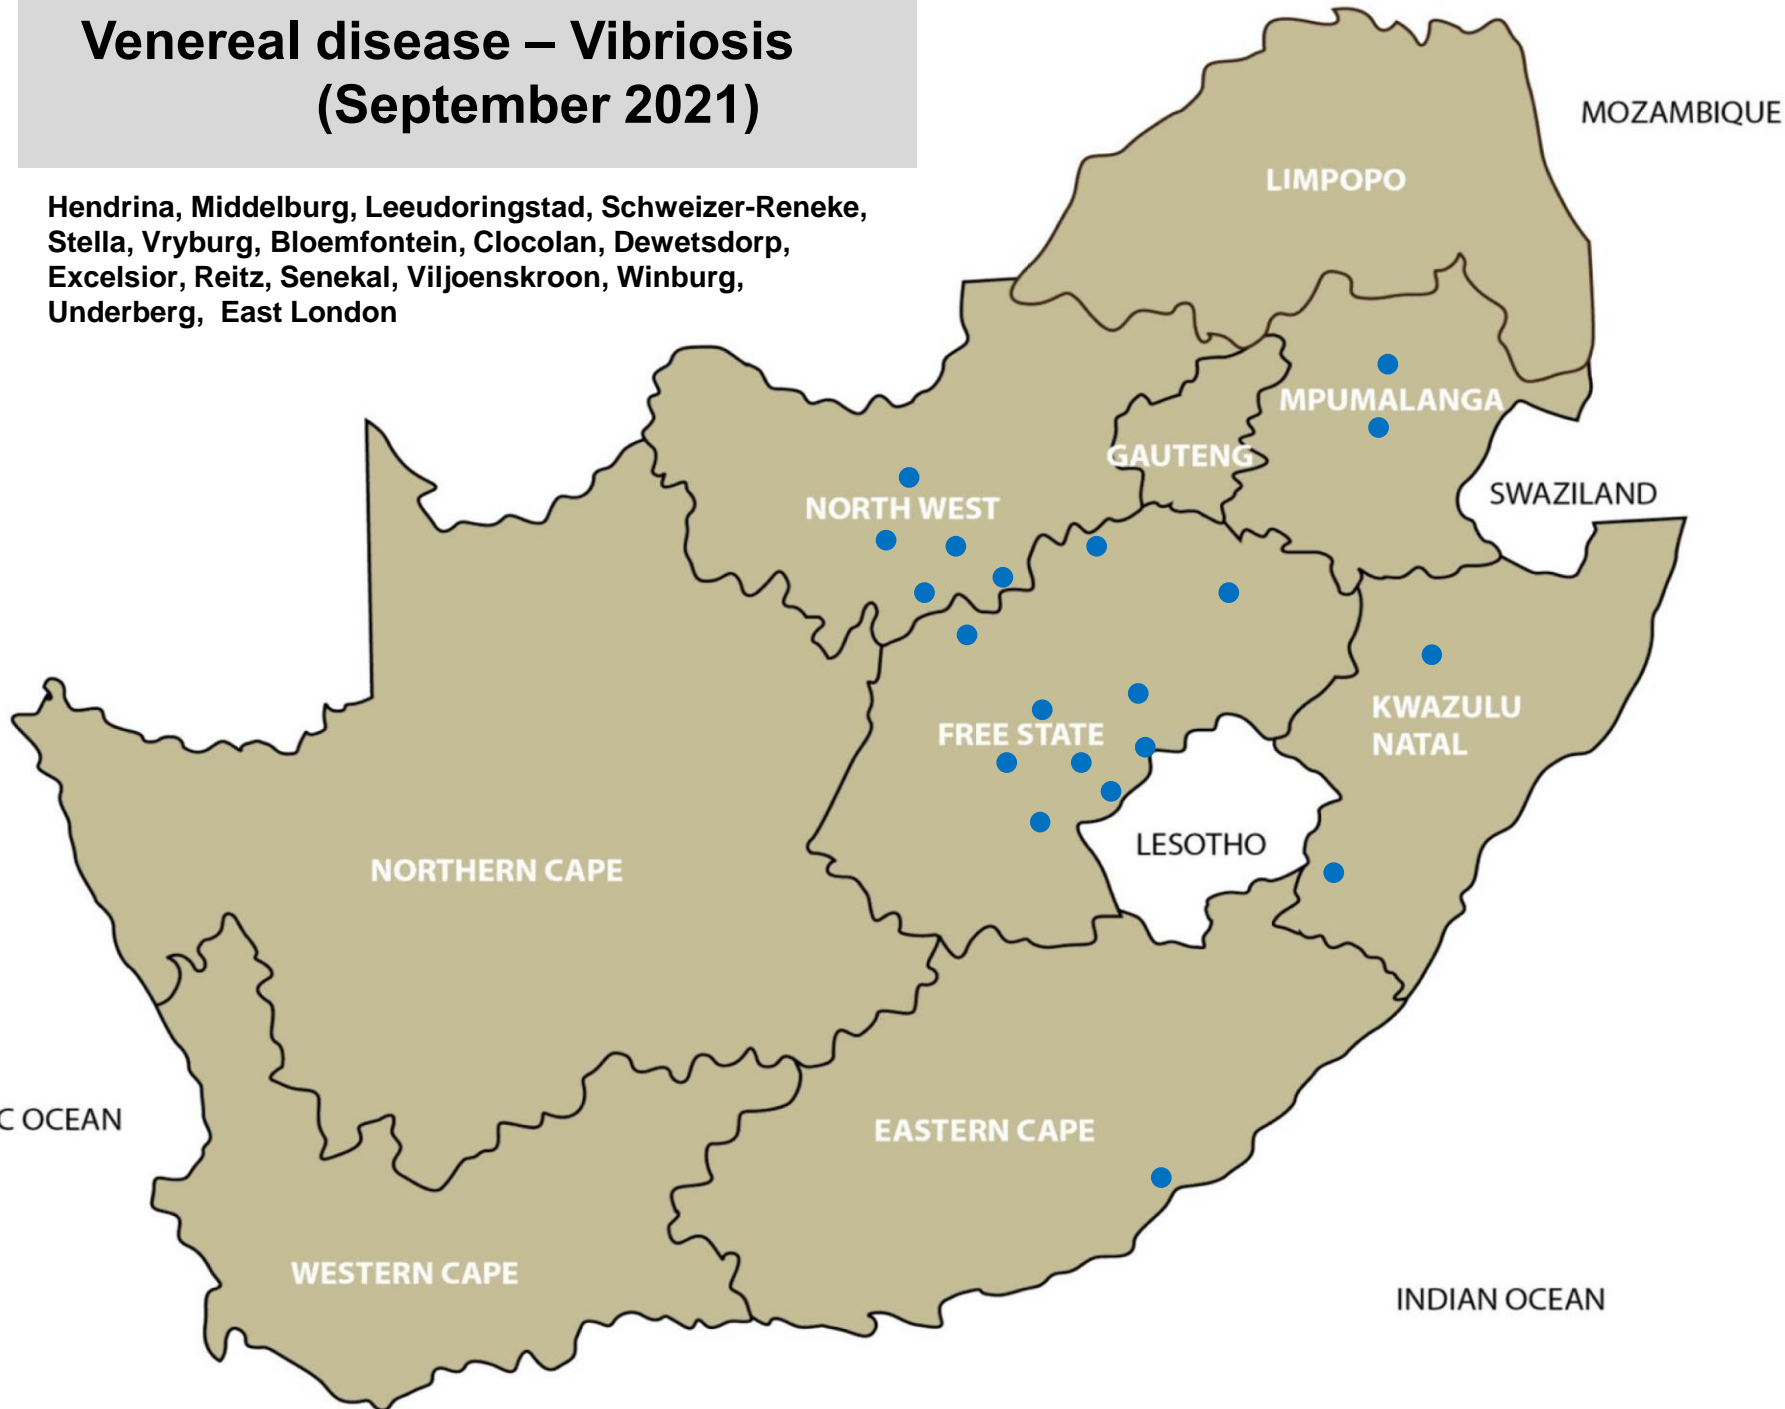 Venereal disease – Vibriosis
(September 2021)
Hendrina, Middelburg, Leeudoringstad, Schweizer-Reneke,
Stella, Vryburg, Bloemfontein, Clocolan, Dewetsdorp,
Excelsior, Reitz, Senekal, Viljoenskroon, Winburg,
Underberg, East London
MOZAMBIQUE
LIMPOPO
MPUMALANGA
GAUTENG
SWAZILAND
NORTH WEST
KWAZULU
NATAL
FREE STATE
LESOTHO
NORTHERN CAPE
C OCEAN
EASTERN CAPE
WESTERN CAPE
INDIAN OCEAN